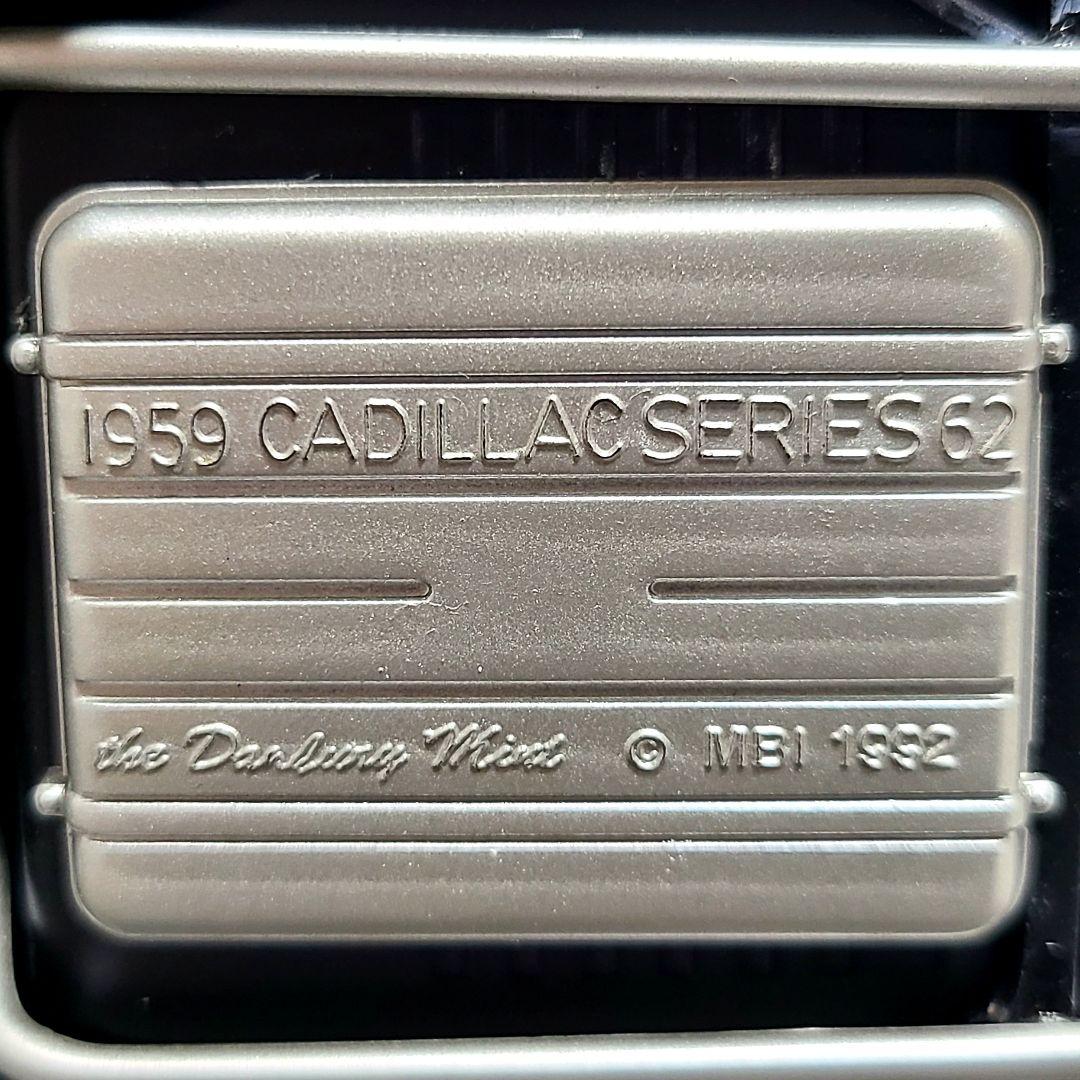 1959 CADILLAC SERIES 62
the Danbury Mint © MBI 1992